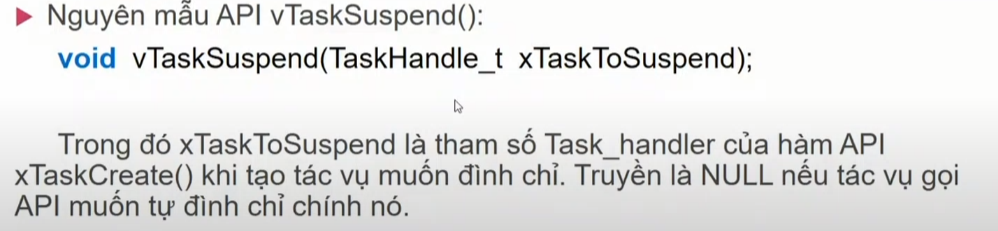 Nguyên mẫu API vTaskSuspend():
void vTaskSuspend(TaskHandle_t xTaskToSuspend);
Trong đó xTaskToSuspend là tham số Task_handler của hàm API
xTaskCreate() khi tạo tác vụ muốn đình chỉ. Truyền là NULL nếu tác vụ gọi
API muốn tự đình chỉ chính nó.